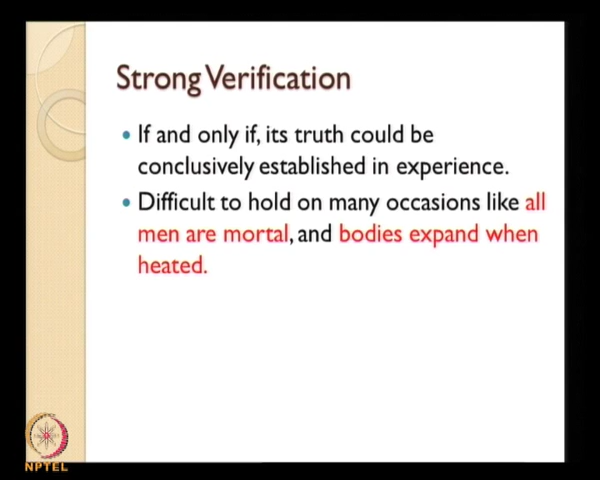 Strong Verification
• If and only if, its truth could be
conclusively established in experience.
• Difficult to hold on many occasions like all
men are mortal, and bodies expand when
heated.
NPTEL